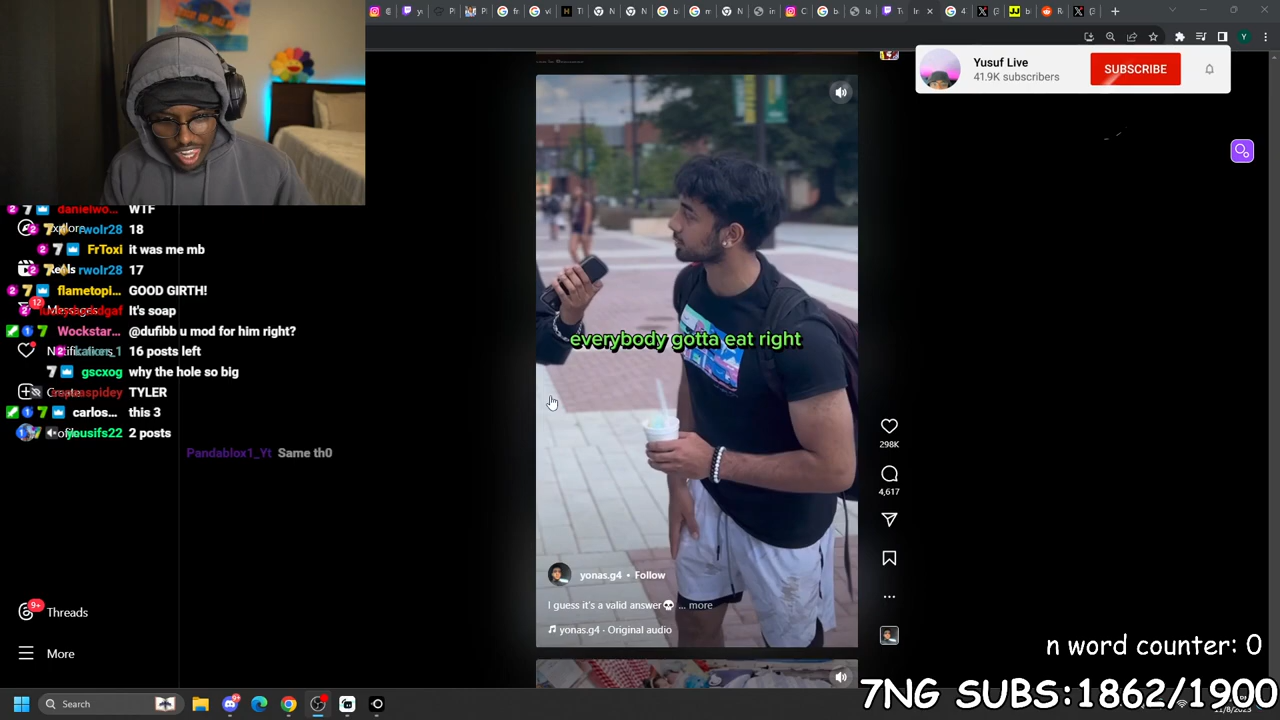 Yusuf Live
41.9K subscribers
SUBSCRIBE
WTF
rwolr28 18
FrToxi it was me mb
rwolr28 17
flametopi... GOOD GIRTH!
It's soap
Wockstar... @dufibb u mod for him right?
16 posts left
gscxog why the hole so big
TYLER
carlos... this 3
yousifs22 2 posts
Pandablox1_Yt Same th0
Threads
9+
More
everybody gotta eat right
298K
4,617
yonas.g4 • Follow
I guess it's a valid answer💀 ... more
yonas.g4 · Original audio
n word counter: 0
7NG SUBS:1862/1900
Search